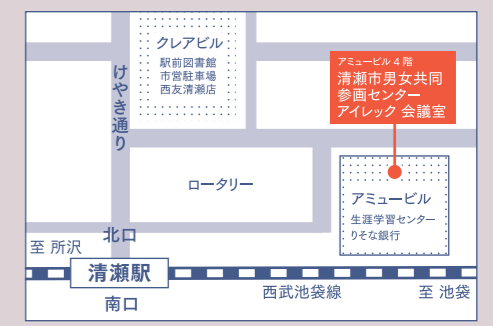 クレアビル
駅前図書館
市営駐車場
西友清瀬店
けやき通り
アミュービル 4 階
清瀬市男女共同
参画センター
アイレック 会議室
ロータリー
アミュービル
生涯学習センター
りそな銀行
北口
至 所沢
清瀬駅
南口
西武池袋線
至 池袋